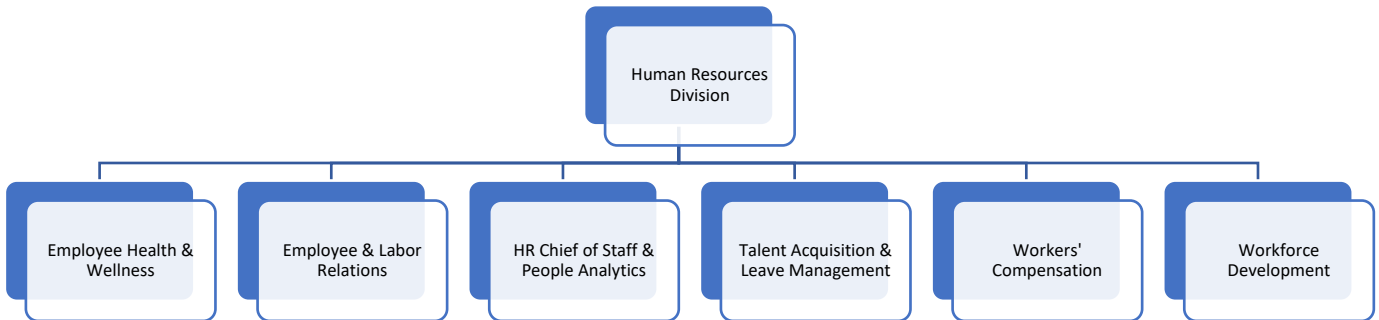 Human Resources
Division
Employee Health &
Wellness
Employee & Labor
Relations
HR Chief of Staff &
People Analytics
Talent Acquisition &
Leave Management
Workers'
Compensation
Workforce
Development